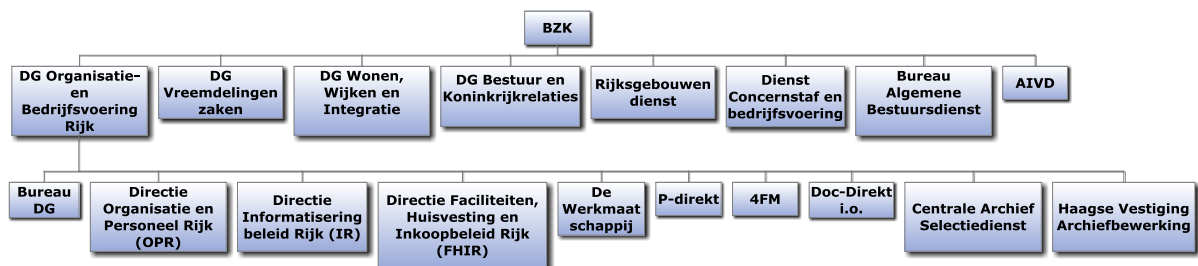 BZK
DG Organisatie-
en
Bedrijfsvoering
Rijk
DG
Vreemdelingen
zaken
DG Wonen,
Wijken en
Integratie
DG Bestuur en
Koninkrijkrelaties
Rijksgebouwen
dienst
Dienst
Concernstaf en
bedrijfsvoering
Bureau
Algemene
Bestuursdienst
AIVD
Bureau
DG
Directie
Organisatie en
Personeel Rijk
(OPR)
Directie
Informatisering
beleid Rijk (IR)
Directie Faciliteiten,
Huisvesting en
Inkoopbeleid Rijk
(FHIR)
De
Werkmaat
schappij
P-direkt
4FM
Doc-Direkt
i.o.
Centrale Archief
Selectiedienst
Haagse Vestiging
Archiefbewerking